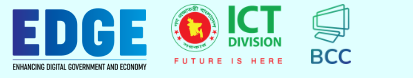 EDGE
ENHANCING DIGITAL GOVERNMENT AND ECONOMY
ICT
DIVISION
FUTURE IS HERE
BCC